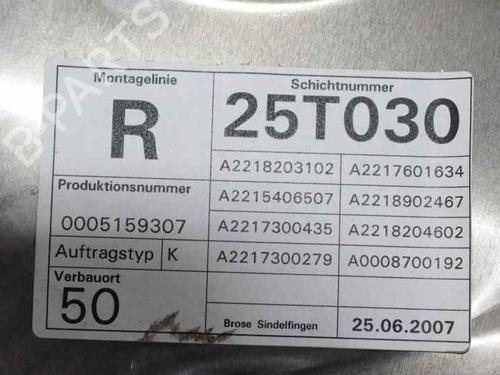 Montagelinie
R
Schichtnummer
25T030
A2218203102 A2217601634
Produktionsnummer
A2215406507 A2218902467
0005159307
A2217300435 A2218204602
Auftragstyp K
A2217300279 A0008700192
Verbauort
50
Brose Sindelfingen 25.06.2007
B-PARTS